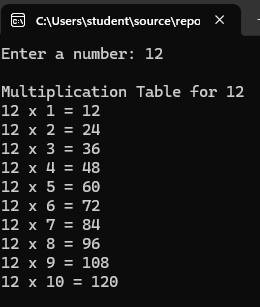 C:\Users\student\source\repo
Enter a number: 12
Multiplication Table for 12
12 x 1 = 12
12 x 2 = 24
12 x 3 = 36
12 x 4 = 48
12 x 5 = 60
12 x 6 = 72
12 x 7 = 84
12 x 8 = 96
12 x 9 = 108
12 x 10 = 120